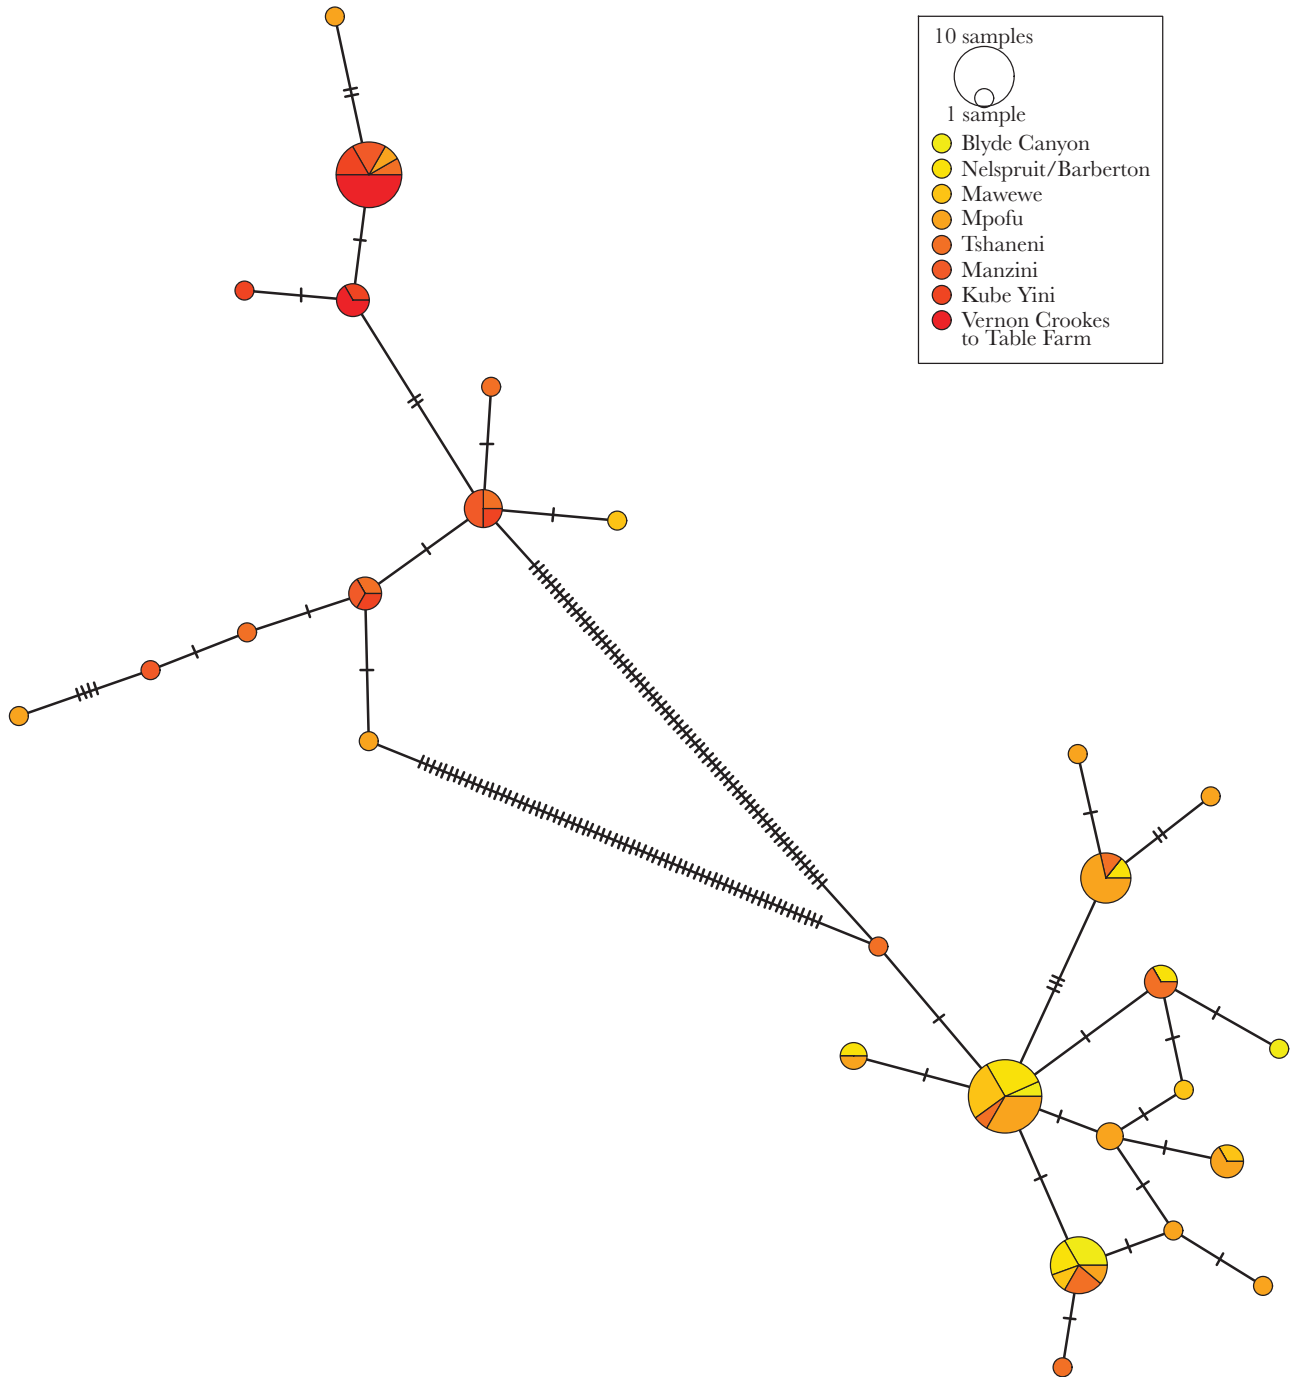 10 samples
1 sample
Blyde Canyon
Nelspruit/Barberton
Mawewe
Mpofu
Tshaneni
Manzini
Kube Yini
Vernon Crookes
to Table Farm